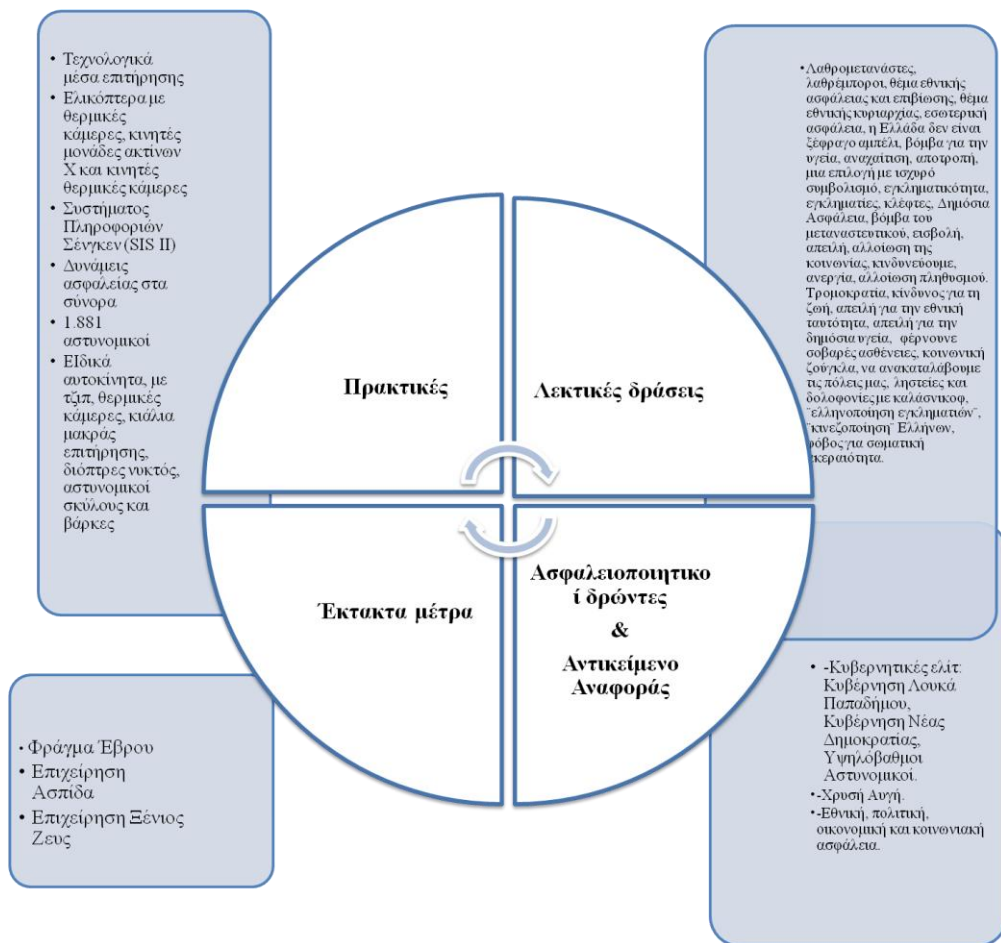 • Τεχνολογικά
μέσα επιτήρησης
• Ελικόπτερα με
θερμικές
κάμερες, κινητές
μονάδες ακτίνων
Χ και κινητές
θερμικές κάμερες
• Συστήματος
Πληροφοριών
Σένγκεν (SIS II)
• Δυνάμεις
ασφαλείας στα
σύνορα
• 1.881
αστυνομικοί
• ΕΙδικά
αυτοκίνητα, με
τζιπ, θερμικές
κάμερες, κιάλια
μακράς
επιτήρησης,
διόπτρες νυκτός,
αστυνομικοί
σκύλους και
βάρκες
Πρακτικές
•Λαθρομετανάστες,
λαθρέμποροι, θέμα εθνικής
ασφάλειας και επιβίωσης, θέμα
εθνικής κυριαρχίας, εσωτερική
ασφάλεια, η Ελλάδα δεν είναι
ξέφραγο αμπέλι, βόμβα για την
υγεία, αναχαίτιση, αποτροπή,
μια επιλογή με ισχυρό
συμβολισμό, εγκληματικότητα,
εγκληματίες, κλέφτες, Δημόσια
Ασφάλεια, βόμβα του
μεταναστευτικού, εισβολή,
απειλή, αλλοίωση της
κοινωνίας, κινδυνεύουμε,
ανεργία, αλλοίωση πληθυσμού.
Τρομοκρατία, κίνδυνος για τη
ζωή, απειλή για την εθνική
ταυτότητα, απειλή για την
δημόσια υγεία, φέρνουνε
σοβαρές ασθένειες, κοινωνική
ζούγκλα, να ανακαταλάβουμε
τις πόλεις μας, ληστείες και
δολοφονίες με καλάσνικοφ,
¨ελληνοποίηση εγκληματιών¨,
¨κινεζοποίηση¨ Ελλήνων,
φόβος για σωματική
ακεραιότητα.
Λεκτικές δράσεις
Έκτακτα μέτρα
• Φράγμα Έβρου
• Επιχείρηση
Ασπίδα
• Επιχείρηση Ξένιος
Ζευς
Ασφαλειοποιητικο
ί δρώντες
&
Αντικείμενο
Αναφοράς
• -Κυβερνητικές ελίτ:
Κυβέρνηση Λουκά
Παπαδήμου,
Κυβέρνηση Νέας
Δημοκρατίας,
Υψηλόβαθμοι
Αστυνομικοί.
•-Χρυσή Αυγή.
•-Εθνική, πολιτική,
οικονομική και κοινωνιακή
ασφάλεια.